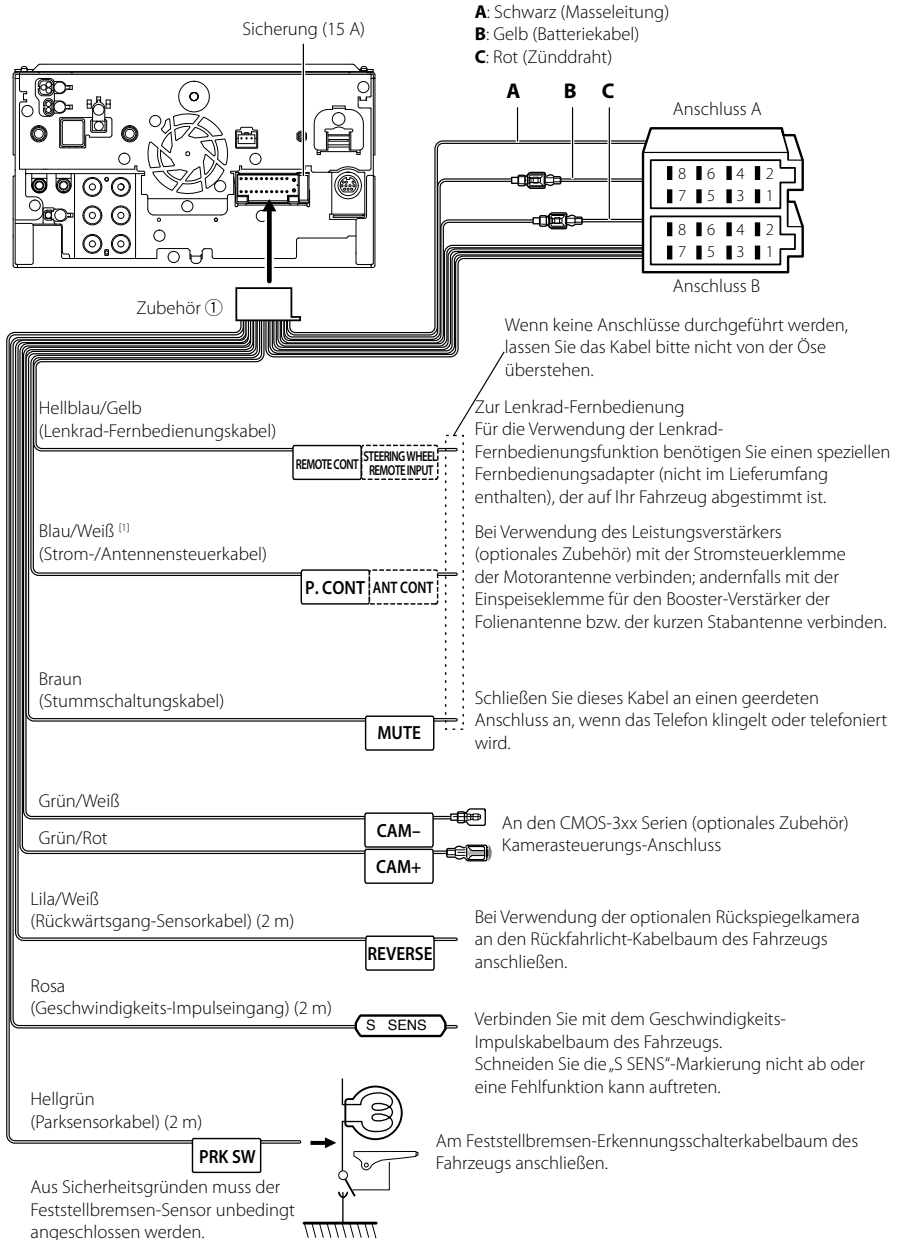 Sicherung (15 A)
A: Schwarz (Masseleitung)
B: Gelb (Batteriekabel)
C: Rot (Zünddraht)
A B C
Anschluss A
8 6 4 2
7 5 3 1
8 6 4 2
7 5 3 1
Anschluss B
Zubehör ①
Wenn keine Anschlüsse durchgeführt werden,
lassen Sie das Kabel bitte nicht von der Öse
überstehen.
Hellblau/Gelb
(Lenkrad-Fernbedienungskabel)
REMOTE CONT
STEERING WHEEL
REMOTE INPUT
Zur Lenkrad-Fernbedienung
Für die Verwendung der Lenkrad-
Fernbedienungsfunktion benötigen Sie einen speziellen
Fernbedienungsadapter (nicht im Lieferumfang
enthalten), der auf Ihr Fahrzeug abgestimmt ist.
Blau/Weiß [1]
(Strom-/Antennensteuerkabel)
P. CONT ANT CONT
Bei Verwendung des Leistungsverstärkers
(optionales Zubehör) mit der Stromsteuerklemme
der Motorantenne verbinden; andernfalls mit der
Einspeiseklemme für den Booster-Verstärker der
Folienantenne bzw. der kurzen Stabantenne verbinden.
Braun
(Stummschaltungskabel)
MUTE
Schließen Sie dieses Kabel an einen geerdeten
Anschluss an, wenn das Telefon klingelt oder telefoniert
wird.
Grün/Weiß
CAM–
Grün/Rot
CAM+
An den CMOS-3xx Serien (optionales Zubehör)
Kamerasteuerungs-Anschluss
Lila/Weiß
(Rückwärtsgang-Sensorkabel) (2 m)
REVERSE
Bei Verwendung der optionalen Rückspiegelkamera
an den Rückfahrlicht-Kabelbaum des Fahrzeugs
anschließen.
Rosa
(Geschwindigkeits-Impulseingang) (2 m)
S SENS
Verbinden Sie mit dem Geschwindigkeits-
Impulskabelbaum des Fahrzeugs.
Schneiden Sie die „S SENS“-Markierung nicht ab oder
eine Fehlfunktion kann auftreten.
Hellgrün
(Parksensorkabel) (2 m)
PRK SW
Am Feststellbremsen-Erkennungsschalterkabelbaum des
Fahrzeugs anschließen.
Aus Sicherheitsgründen muss der
Feststellbremsen-Sensor unbedingt
angeschlossen werden.